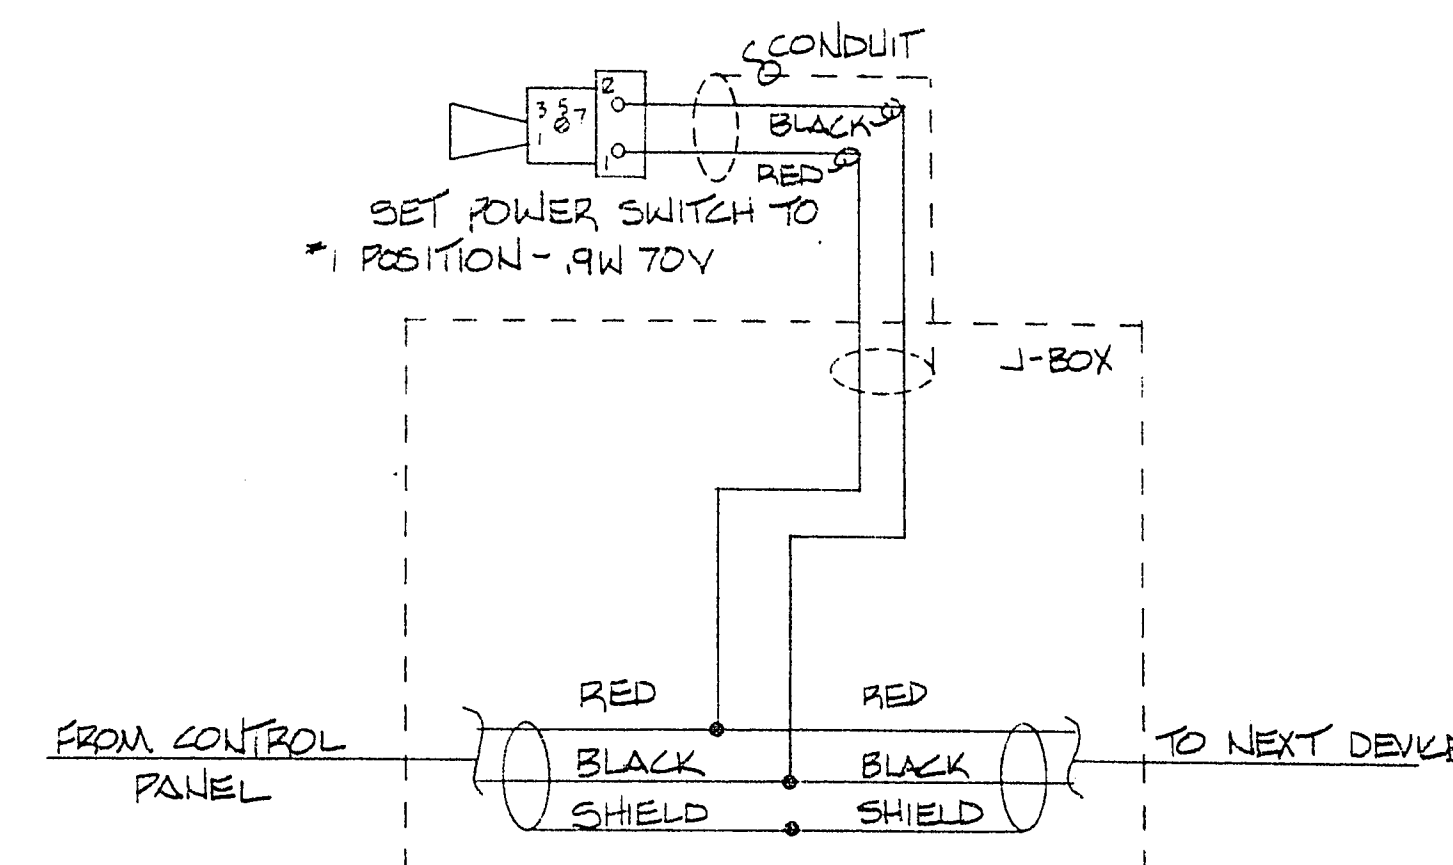 CONDUIT
2
3 5 7
1
1
BLACK
RED
SET POWER SWITCH TO
#1 POSITION - .9W 70V
J-BOX
RED RED
FROM CONTROL
PANEL
TO NEXT DEVICE
BLACK BLACK
SHIELD SHIELD